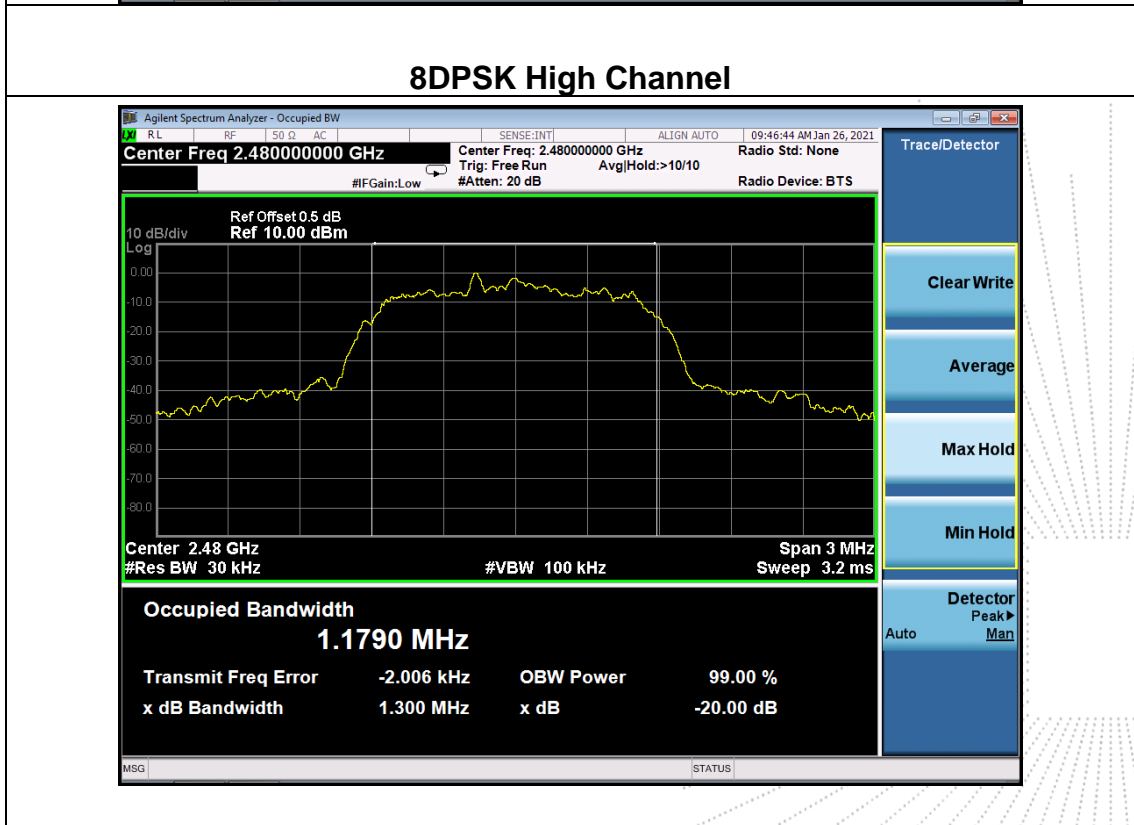 8DPSK High Channel
Agilent Spectrum Analyzer - Occupied BW
LXI RL RF 50 Ω AC SENSE:INT ALIGN AUTO 09:46:44 AM Jan 26, 2021
Center Freq 2.480000000 GHz
Center Freq: 2.480000000 GHz
Radio Std: None
Trig: Free Run Avg|Hold:>10/10
#IFGain:Low #Atten: 20 dB Radio Device: BTS
Trace/Detector
Ref Offset 0.5 dB
10 dB/div Ref 10.00 dBm
Log
0.00
-10.0
-20.0
-30.0
-40.0
-50.0
-60.0
-70.0
-80.0
Center 2.48 GHz Span 3 MHz
#Res BW 30 kHz #VBW 100 kHz Sweep 3.2 ms
Clear Write
Average
Max Hold
Min Hold
Detector
Peak▶
Auto Man
Occupied Bandwidth
1.1790 MHz
Transmit Freq Error -2.006 kHz OBW Power 99.00 %
x dB Bandwidth 1.300 MHz x dB -20.00 dB
MSG STATUS